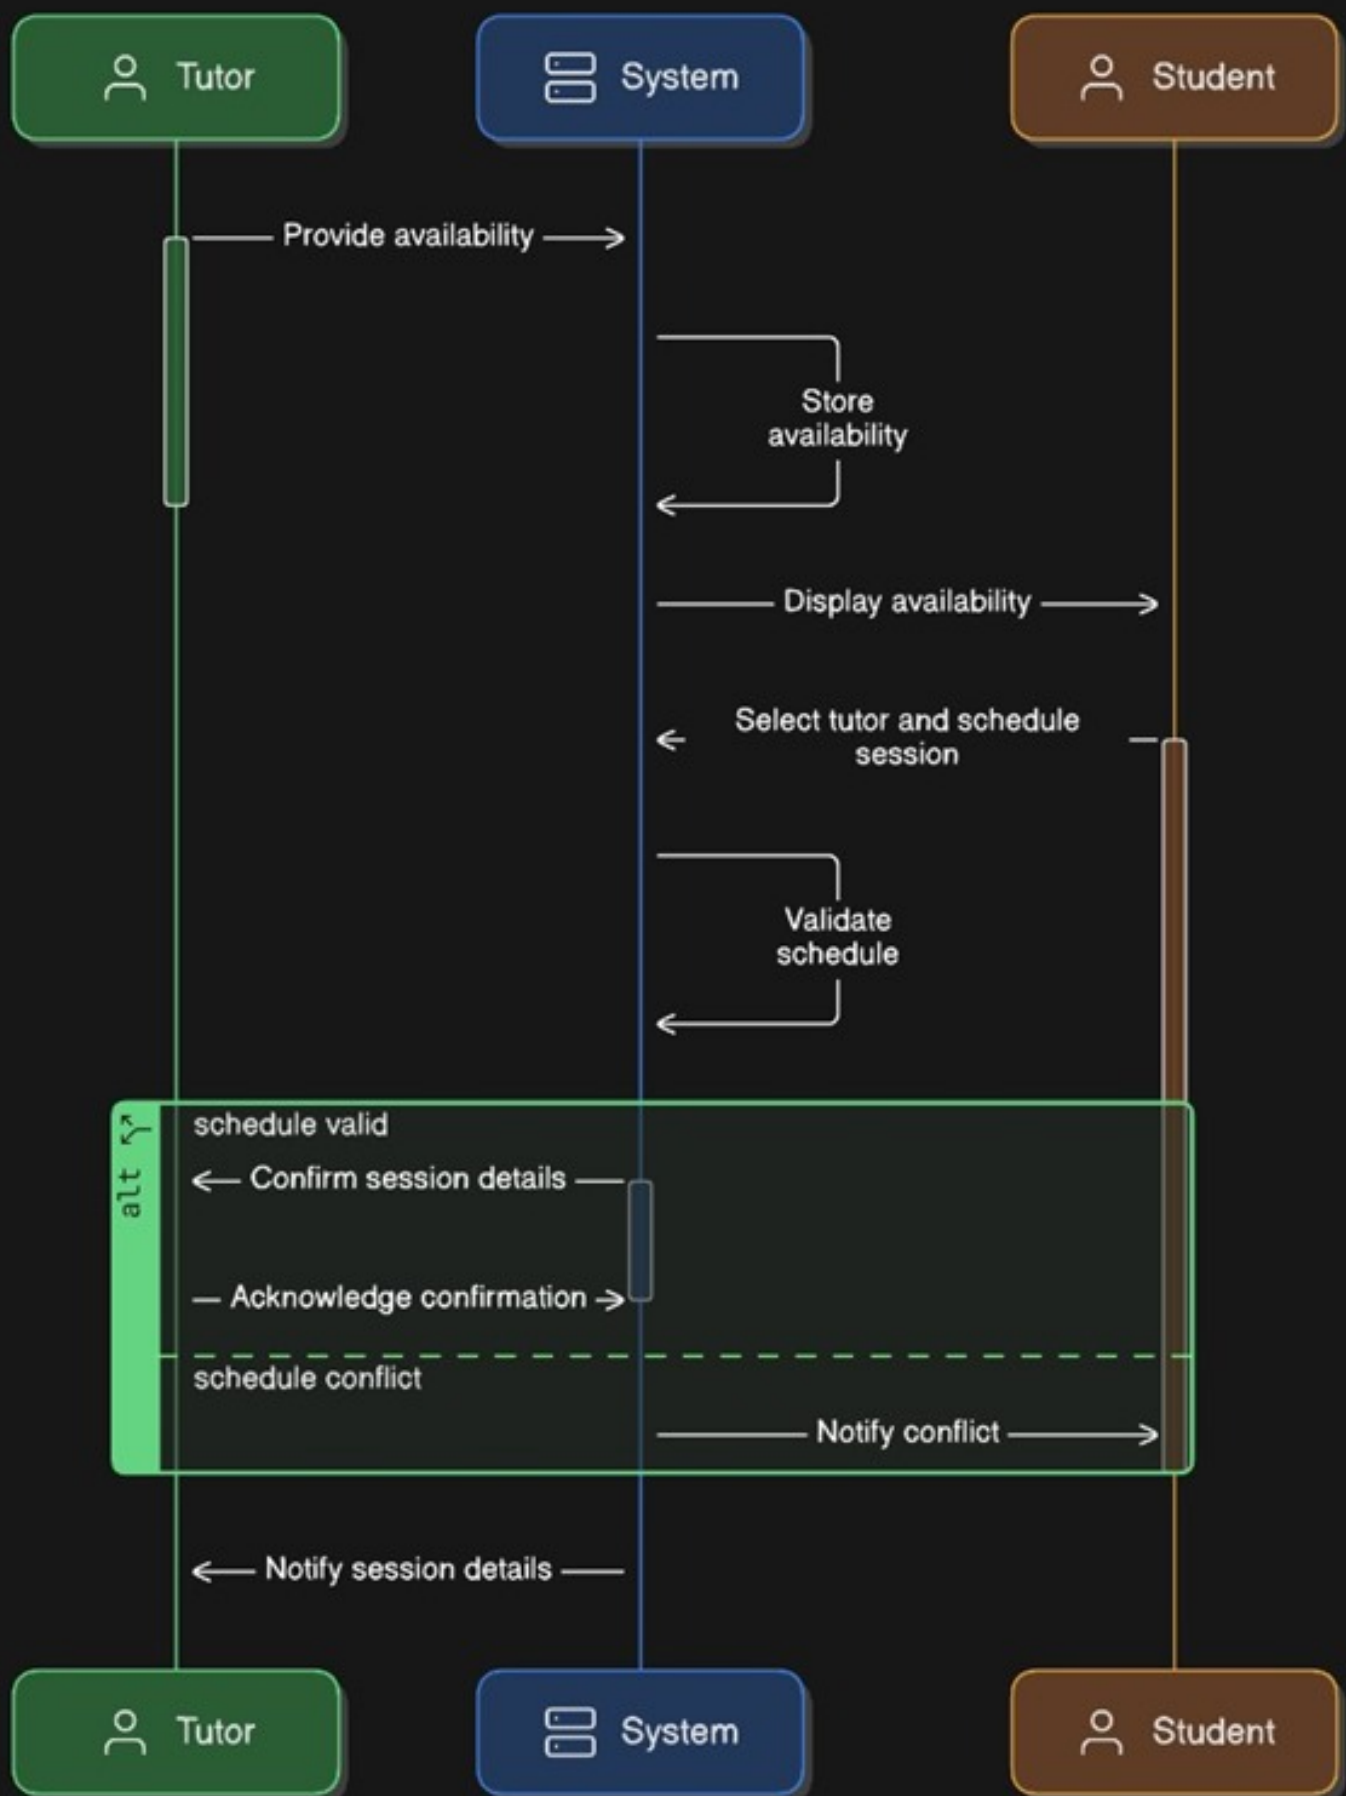 Tutor
System
Student
Provide availability
Store
availability
Display availability
Select tutor and schedule
session
Validate
schedule
alt
schedule valid
Confirm session details
Acknowledge confirmation
schedule conflict
Notify conflict
Notify session details
Tutor
System
Student